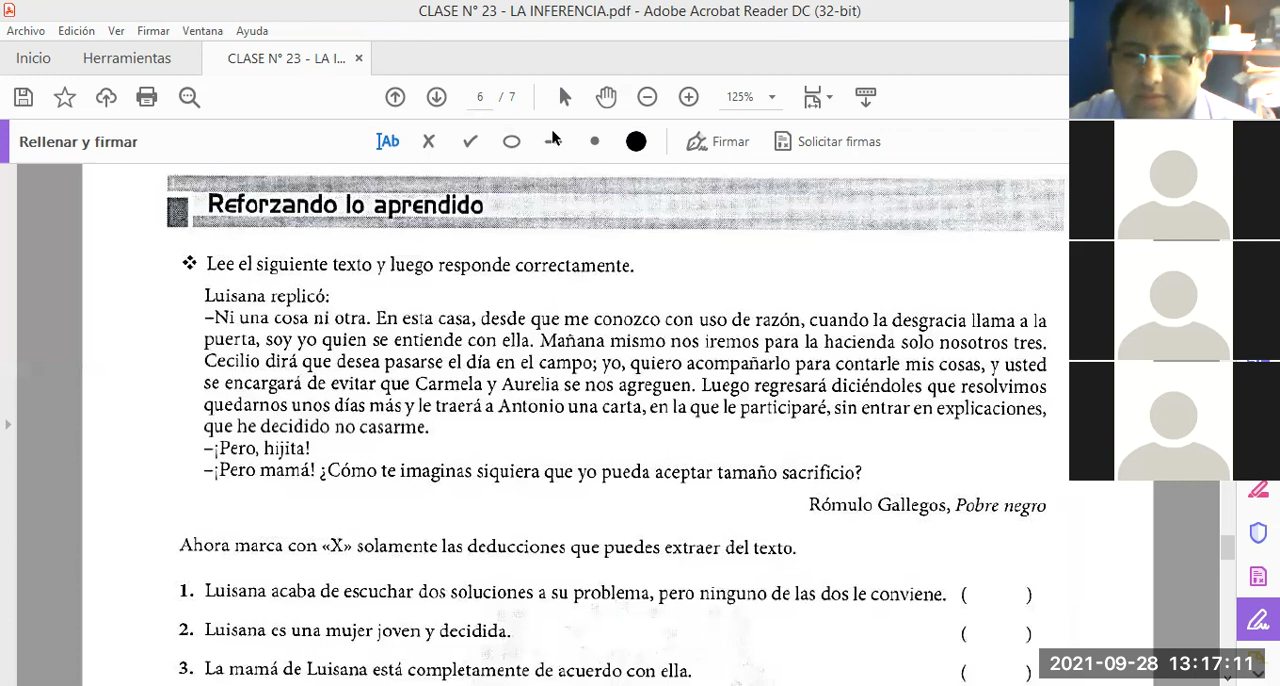 CLASE N° 23 - LA INFERENCIA.pdf - Adobe Acrobat Reader DC (32-bit)
Archivo Edición Ver Firmar Ventana Ayuda
Inicio Herramientas CLASE N° 23 - LA I... ×
6 / 7 125%
Rellenar y firmar Ab Firmar Solicitar firmas
Reforzando lo aprendido
❖ Lee el siguiente texto y luego responde correctamente.
Luisana replicó:
–Ni una cosa ni otra. En esta casa, desde que me conozco con uso de razón, cuando la desgracia llama a la
puerta, soy yo quien se entiende con ella. Mañana mismo nos iremos para la hacienda solo nosotros tres.
Cecilio dirá que desea pasarse el día en el campo; yo, quiero acompañarlo para contarle mis cosas, y usted
se encargará de evitar que Carmela y Aurelia se nos agreguen. Luego regresará diciéndoles que resolvimos
quedarnos unos días más y le traerá a Antonio una carta, en la que le participaré, sin entrar en explicaciones,
que he decidido no casarme.
–¡Pero, hijita!
–¡Pero mamá! ¿Cómo te imaginas siquiera que yo pueda aceptar tamaño sacrificio?
Rómulo Gallegos, Pobre negro
Ahora marca con «X» solamente las deducciones que puedes extraer del texto.
1. Luisana acaba de escuchar dos soluciones a su problema, pero ninguno de las dos le conviene. ( )
2. Luisana es una mujer joven y decidida. ( )
3. La mamá de Luisana está completamente de acuerdo con ella. ( )
2021-09-28 13:17:11